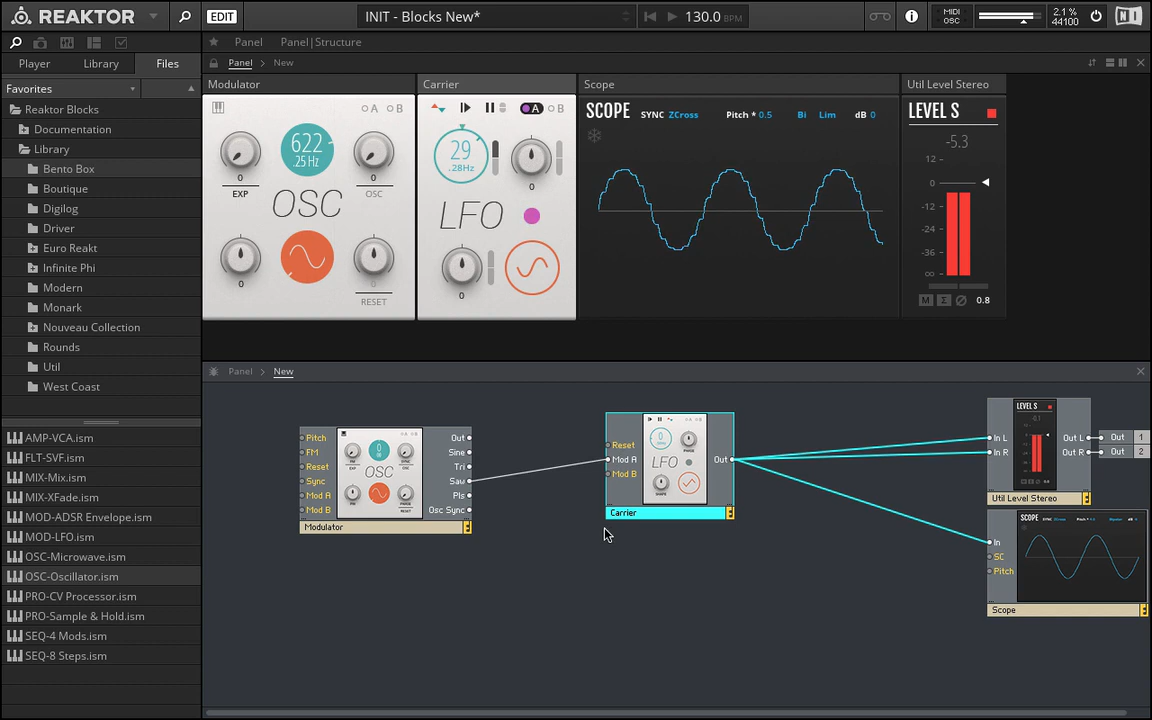 REAKTOR
EDIT
INIT - Blocks New*
130.0 BPM
MIDI
OSC
2.1 %
44100
Panel
Panel|Structure
Player
Library
Files
Panel
New
Favorites
Reaktor Blocks
Documentation
Library
Bento Box
Boutique
Digilog
Driver
Euro Reakt
Infinite Phi
Modern
Monark
Nouveau Collection
Rounds
Util
West Coast
AMP-VCA.ism
FLT-SVF.ism
MIX-Mix.ism
MIX-XFade.ism
MOD-ADSR Envelope.ism
MOD-LFO.ism
OSC-Microwave.ism
OSC-Oscillator.ism
PRO-CV Processor.ism
PRO-Sample & Hold.ism
SEQ-4 Mods.ism
SEQ-8 Steps.ism
Modulator
A
B
622
.25 Hz
0
EXP
0
OSC
OSC
0
0
RESET
Carrier
A
B
29
.28Hz
0
LFO
0
Scope
SCOPE
SYNC ZCross
Pitch * 0.5
Bi
Lim
dB 0
Util Level Stereo
LEVEL S
-5.3
12
0
-12
-24
-36
∞
M
Σ
0.8
Panel
New
Pitch
FM
Reset
Sync
Mod A
Mod B
OSC
Out
Sine
Tri
Saw
Pls
Osc Sync
Modulator
Reset
Mod A
Mod B
LFO
Out
Carrier
In L
In R
LEVEL S
Out L
Out R
Out
1
Out
2
Util Level Stereo
In
SC
Pitch
SCOPE
Scope